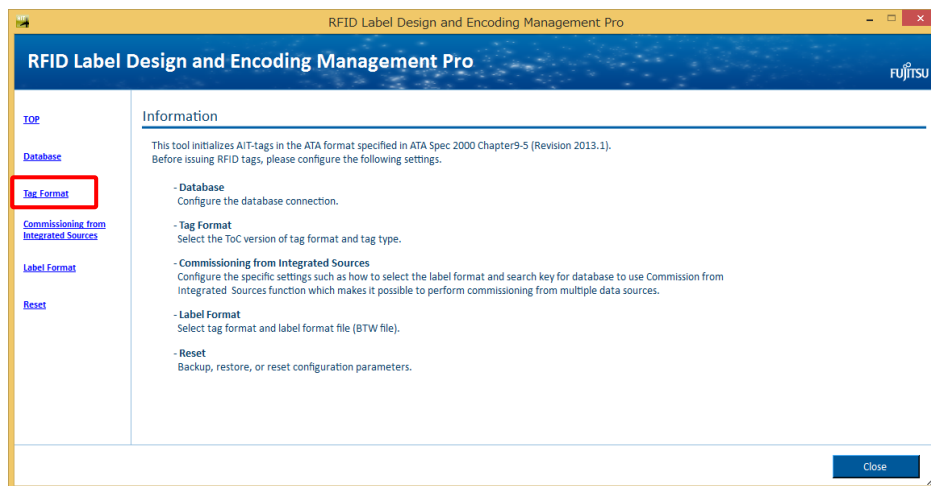 RFID Label Design and Encoding Management Pro
RFID Label Design and Encoding Management Pro
FUJITSU
TOP
Database
Tag Format
Commissioning from
Integrated Sources
Label Format
Reset
Information
This tool initializes AIT-tags in the ATA format specified in ATA Spec 2000 Chapter9-5 (Revision 2013.1).
Before issuing RFID tags, please configure the following settings.
- Database
Configure the database connection.
- Tag Format
Select the ToC version of tag format and tag type.
- Commissioning from Integrated Sources
Configure the specific settings such as how to select the label format and search key for database to use Commission from
Integrated Sources function which makes it possible to perform commissioning from multiple data sources.
- Label Format
Select tag format and label format file (BTW file).
- Reset
Backup, restore, or reset configuration parameters.
Close